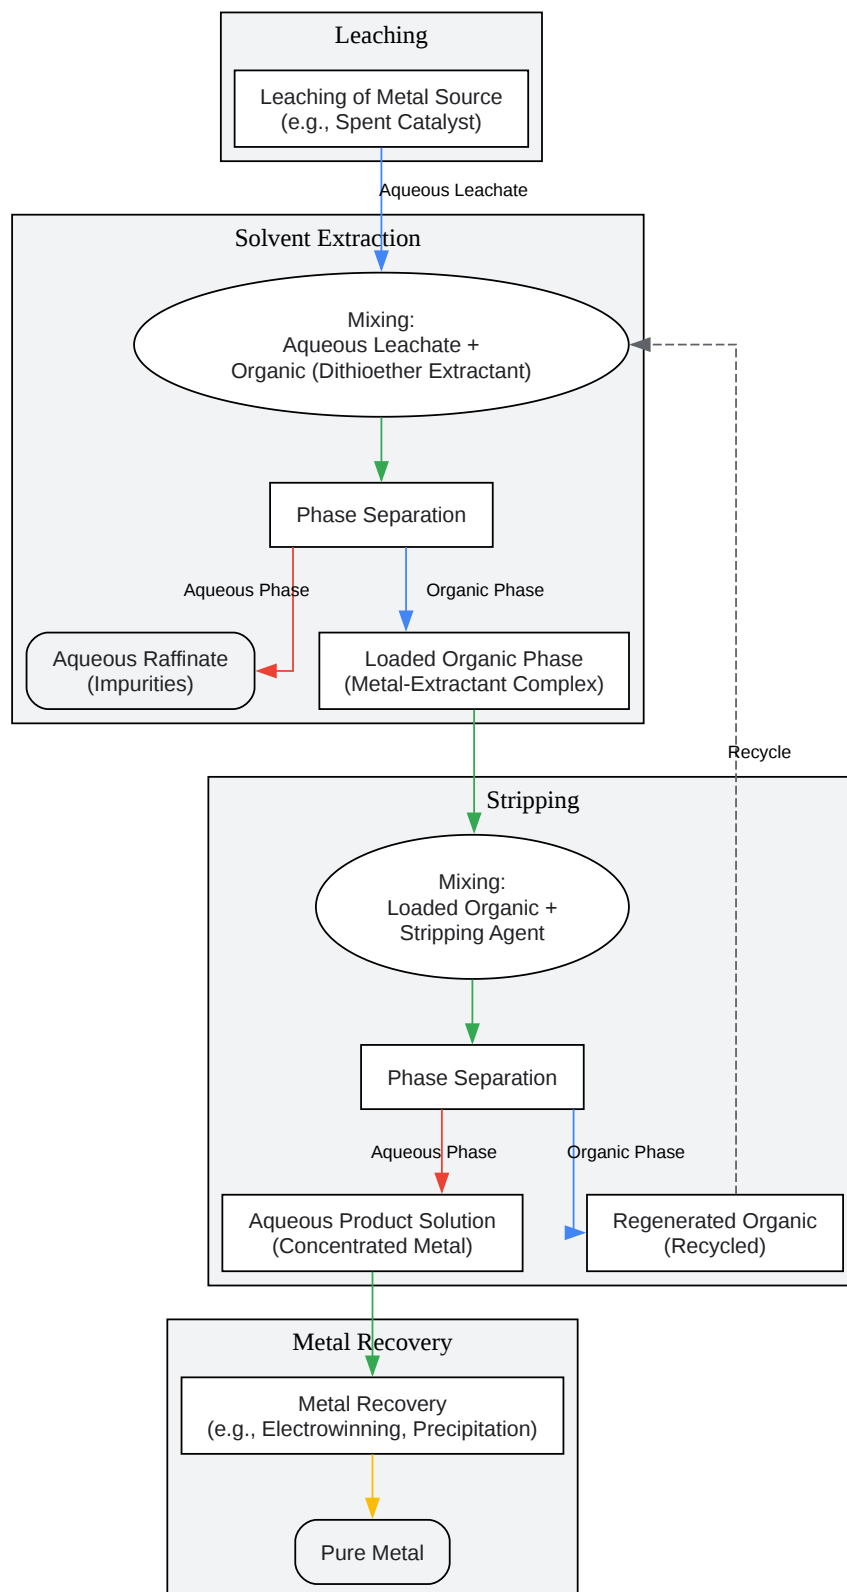 Leaching
Leaching of Metal Source
(e.g., Spent Catalyst)
Aqueous Leachate
Solvent Extraction
Mixing:
Aqueous Leachate +
Organic (Dithioether Extractant)
Phase Separation
Aqueous Phase
Organic Phase
Aqueous Raffinate
(Impurities)
Loaded Organic Phase
(Metal-Extractant Complex)
Recycle
Stripping
Mixing:
Loaded Organic +
Stripping Agent
Phase Separation
Aqueous Phase
Organic Phase
Aqueous Product Solution
(Concentrated Metal)
Regenerated Organic
(Recycled)
Metal Recovery
Metal Recovery
(e.g., Electrowinning, Precipitation)
Pure Metal